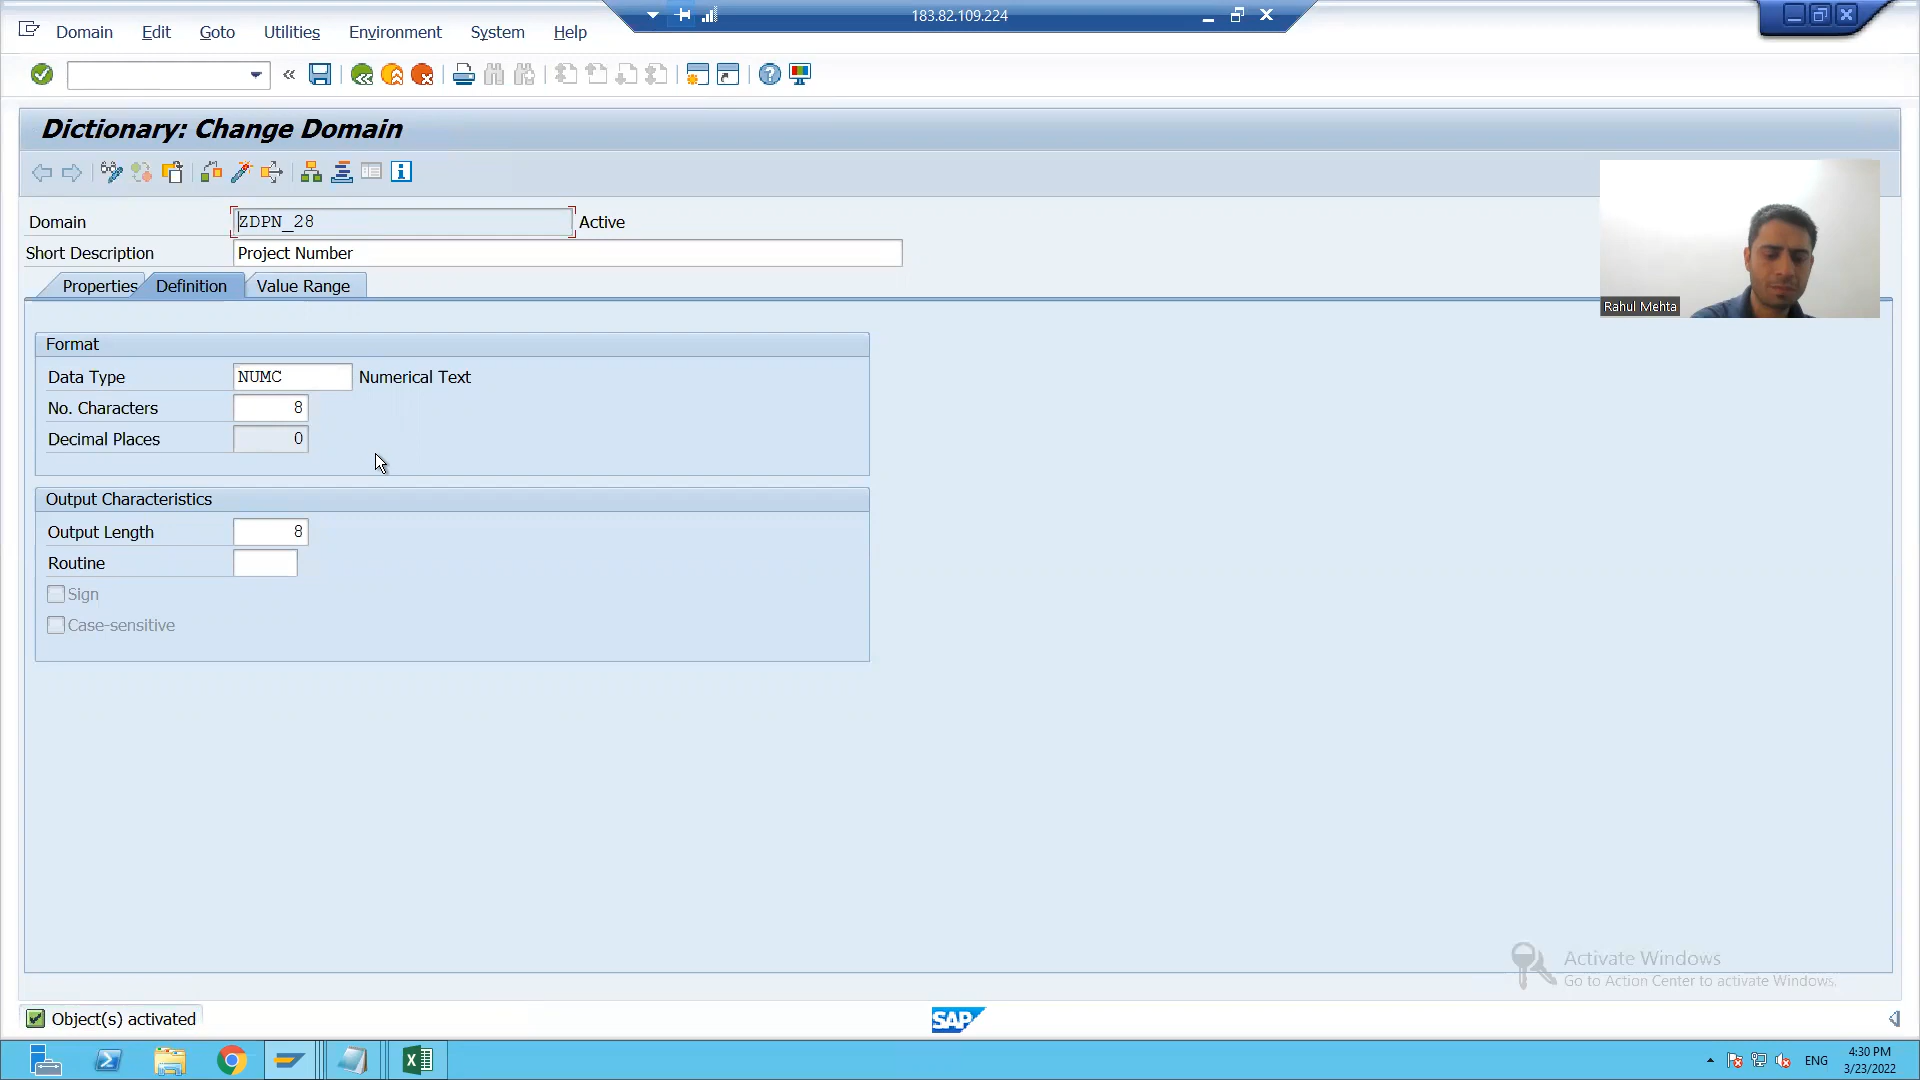 183.82.109.224
Domain Edit Goto Utilities Environment System Help
Dictionary: Change Domain
Domain ZDPN_28 Active
Short Description Project Number
Rahul Mehta
Properties Definition Value Range
Format
Data Type NUMC Numerical Text
No. Characters 8
Decimal Places 0
Output Characteristics
Output Length 8
Routine
Sign
Case-sensitive
Activate Windows
Go to Action Center to activate Windows.
Object(s) activated
SAP
ENG
4:30 PM
3/23/2022